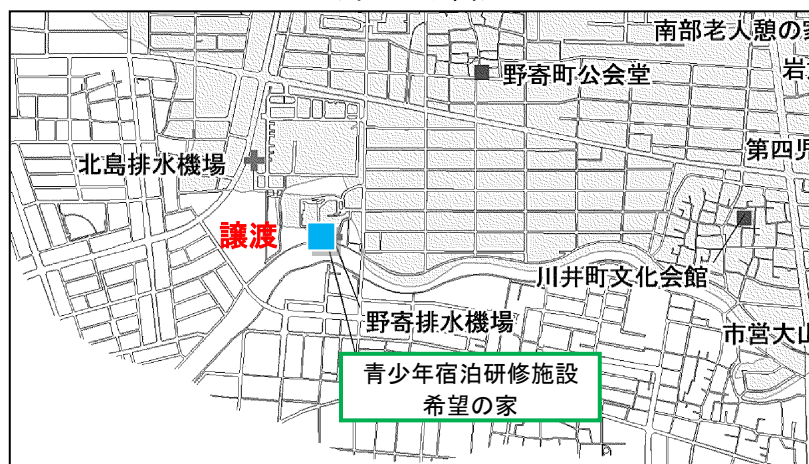 南部老人憩の家
野寄町公会堂
岩
第四児
北島排水機場
譲渡
川井町文化会館
野寄排水機場
市営大山
青少年宿泊研修施設
希望の家